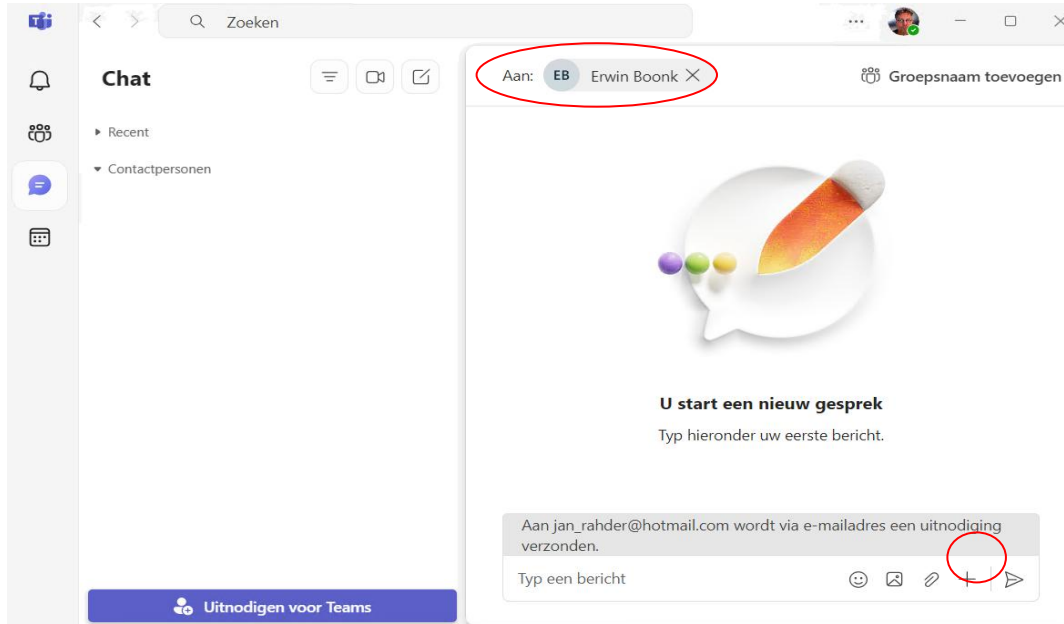 Zoeken
Chat
Recent
Contactpersonen
Uitnodigen voor Teams
Aan: EB Erwin Boonk
Groepsnaam toevoegen
U start een nieuw gesprek
Typ hieronder uw eerste bericht.
Aan jan_rahder@hotmail.com wordt via e-mailadres een uitnodiging
verzonden.
Typ een bericht